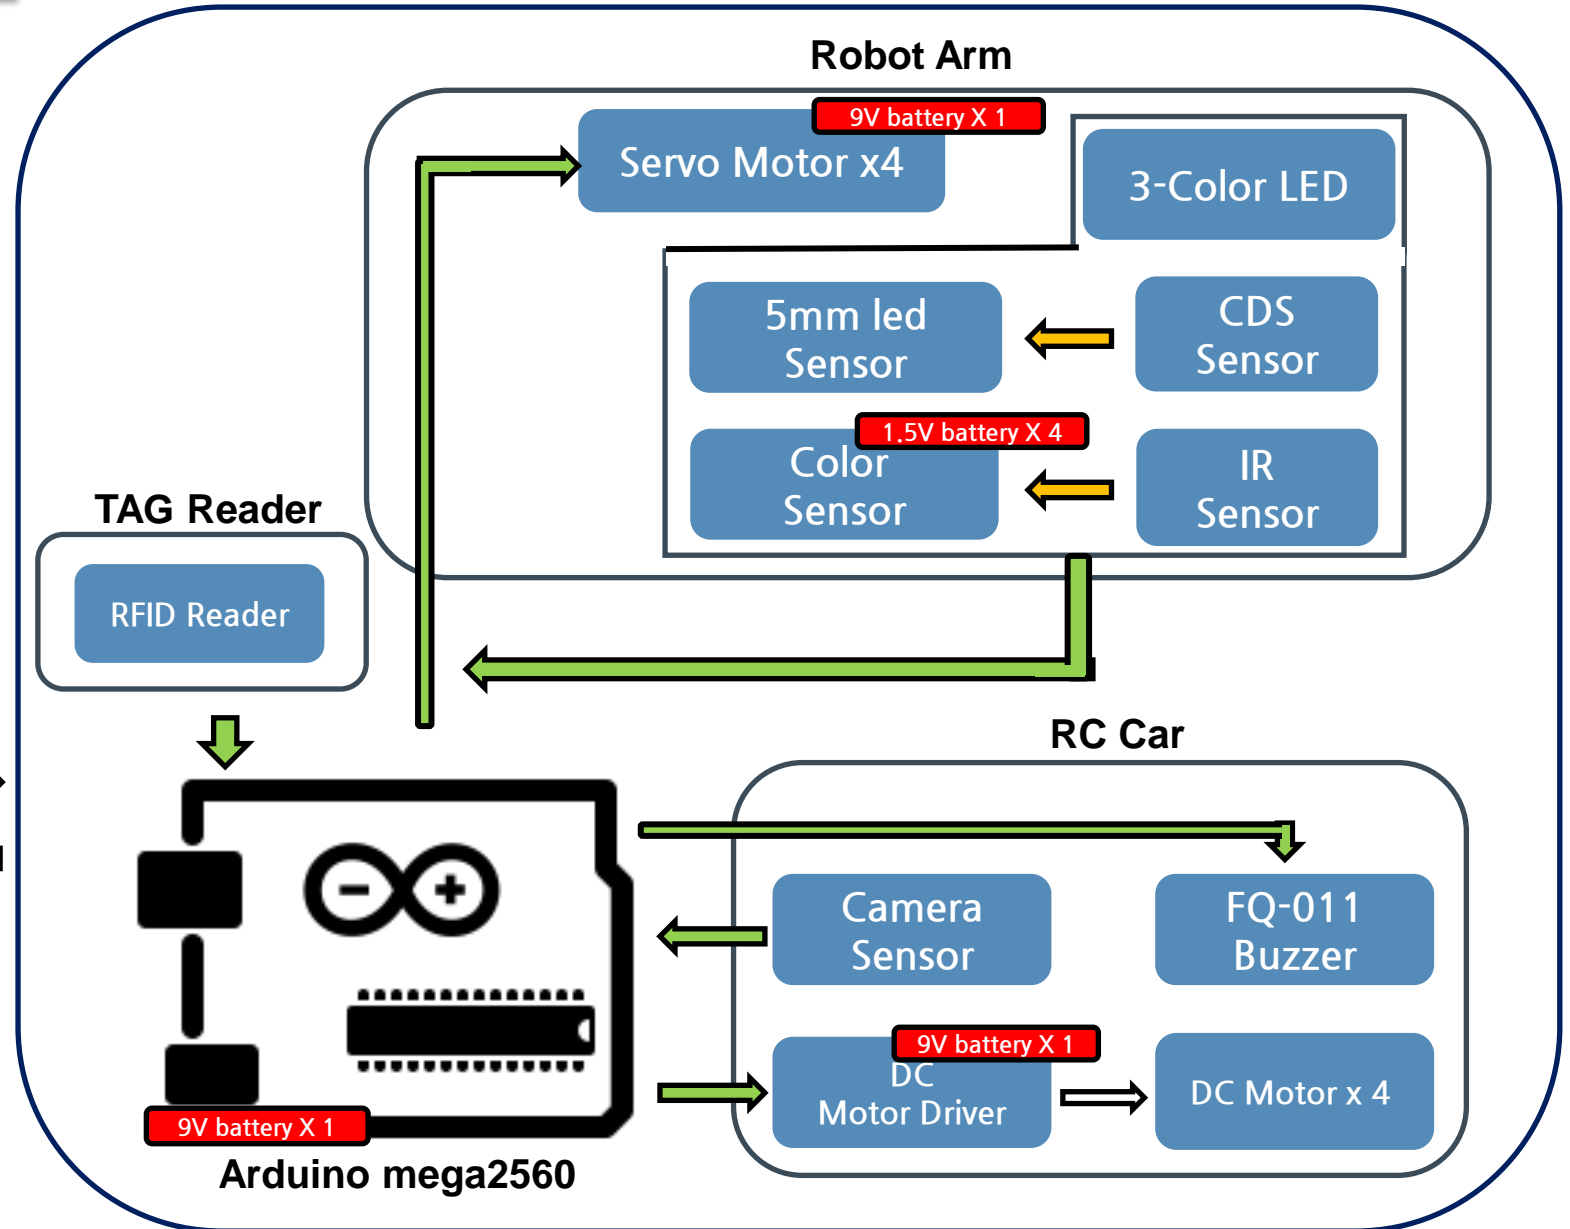 Robot Arm
9V battery X 1
Servo Motor x4
3-Color LED
5mm led
Sensor
CDS
Sensor
1.5V battery X 4
Color
Sensor
IR
Sensor
TAG Reader
RFID Reader
RC Car
Camera
Sensor
FQ-011
Buzzer
9V battery X 1
DC
Motor Driver
DC Motor x 4
9V battery X 1
Arduino mega2560